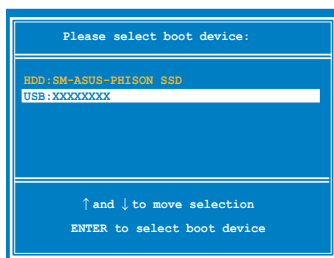 Please select boot device:
HDD:SM-ASUS-PHISON SSD
USB:XXXXXXXX
↑ and ↓ to move selection
ENTER to select boot device